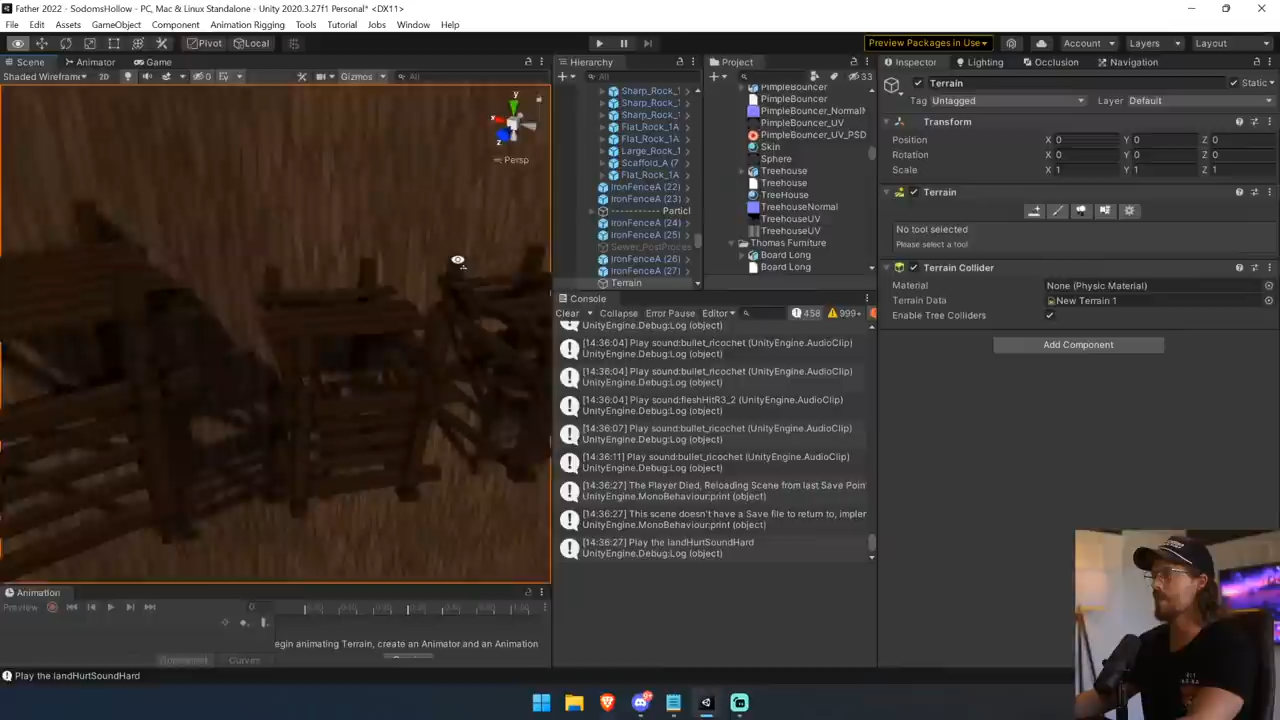 Father 2022 - SodomsHollow - PC, Mac & Linux Standalone - Unity 2020.3.27f1 Personal* <DX11>
File Edit Assets GameObject Component Animation Rigging Tools Tutorial Jobs Window Help
Pivot Local Preview Packages in Use Account Layers Layout
Scene Animator Game
Shaded Wireframe 2D 0 Gizmos All
y
x
z
Persp
Hierarchy
All
Sharp_Rock_1
Sharp_Rock_1
Sharp_Rock_1
Flat_Rock_1A
Flat_Rock_1A
Large_Rock_1
Scaffold_A (7
Flat_Rock_1A
IronFenceA (22)
IronFenceA (23)
----------- Particl
IronFenceA (24)
IronFenceA (25)
Sewer_PostProces
IronFenceA (26)
IronFenceA (27)
Terrain
Project
33
PimpleBouncer
PimpleBouncer
PimpleBouncer_NormalM
PimpleBouncer_UV
PimpleBouncer_UV_PSD
Skin
Sphere
Treehouse
Treehouse
TreeHouse
TreehouseNormal
TreehouseUV
TreehouseUV
Thomas Furniture
Board Long
Board Long
Console
Clear Collapse Error Pause Editor 458 999+
UnityEngine.Debug:Log (object)
[14:36:04] Play sound:bullet_ricochet (UnityEngine.AudioClip)
UnityEngine.Debug:Log (object)
[14:36:04] Play sound:bullet_ricochet (UnityEngine.AudioClip)
UnityEngine.Debug:Log (object)
[14:36:04] Play sound:fleshHitR3_2 (UnityEngine.AudioClip)
UnityEngine.Debug:Log (object)
[14:36:07] Play sound:bullet_ricochet (UnityEngine.AudioClip)
UnityEngine.Debug:Log (object)
[14:36:11] Play sound:bullet_ricochet (UnityEngine.AudioClip)
UnityEngine.Debug:Log (object)
[14:36:27] The Player Died, Reloading Scene from last Save Poin
UnityEngine.MonoBehaviour:print (object)
[14:36:27] This scene doesn't have a Save file to return to, implem
UnityEngine.MonoBehaviour:print (object)
[14:36:27] Play the landHurtSoundHard
UnityEngine.Debug:Log (object)
Inspector Lighting Occlusion Navigation
Terrain Static
Tag Untagged Layer Default
Transform
Position X 0 Y 0 Z 0
Rotation X 0 Y 0 Z 0
Scale X 1 Y 1 Z 1
Terrain
No tool selected
Please select a tool
Terrain Collider
Material None (Physic Material)
Terrain Data New Terrain 1
Enable Tree Colliders
Add Component
Animation
Preview 0
egin animating Terrain, create an Animator and an Animation
Curves
Play the landHurtSoundHard